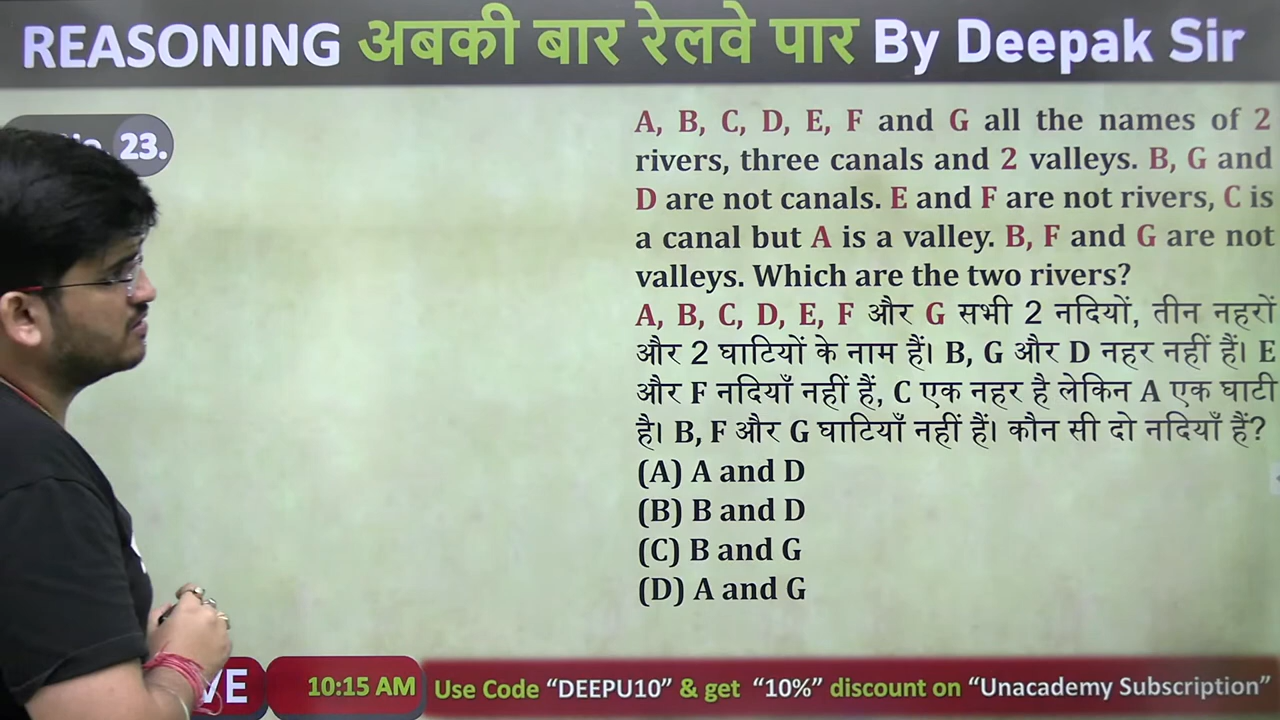 REASONING अबकी बार रेलवे पार By Deepak Sir
23.
A, B, C, D, E, F and G all the names of 2
rivers, three canals and 2 valleys. B, G and
D are not canals. E and F are not rivers, C is
a canal but A is a valley. B, F and G are not
valleys. Which are the two rivers?
A, B, C, D, E, F और G सभी 2 नदियों, तीन नहरों
और 2 घाटियों के नाम हैं। B, G और D नहर नहीं हैं। E
और F नदियाँ नहीं हैं, C एक नहर है लेकिन A एक घाटी
है। B, F और G घाटियाँ नहीं हैं। कौन सी दो नदियाँ हैं?
(A) A and D
(B) B and D
(C) B and G
(D) A and G
10:15 AM
Use Code “DEEPU10” & get “10%” discount on “Unacademy Subscription”